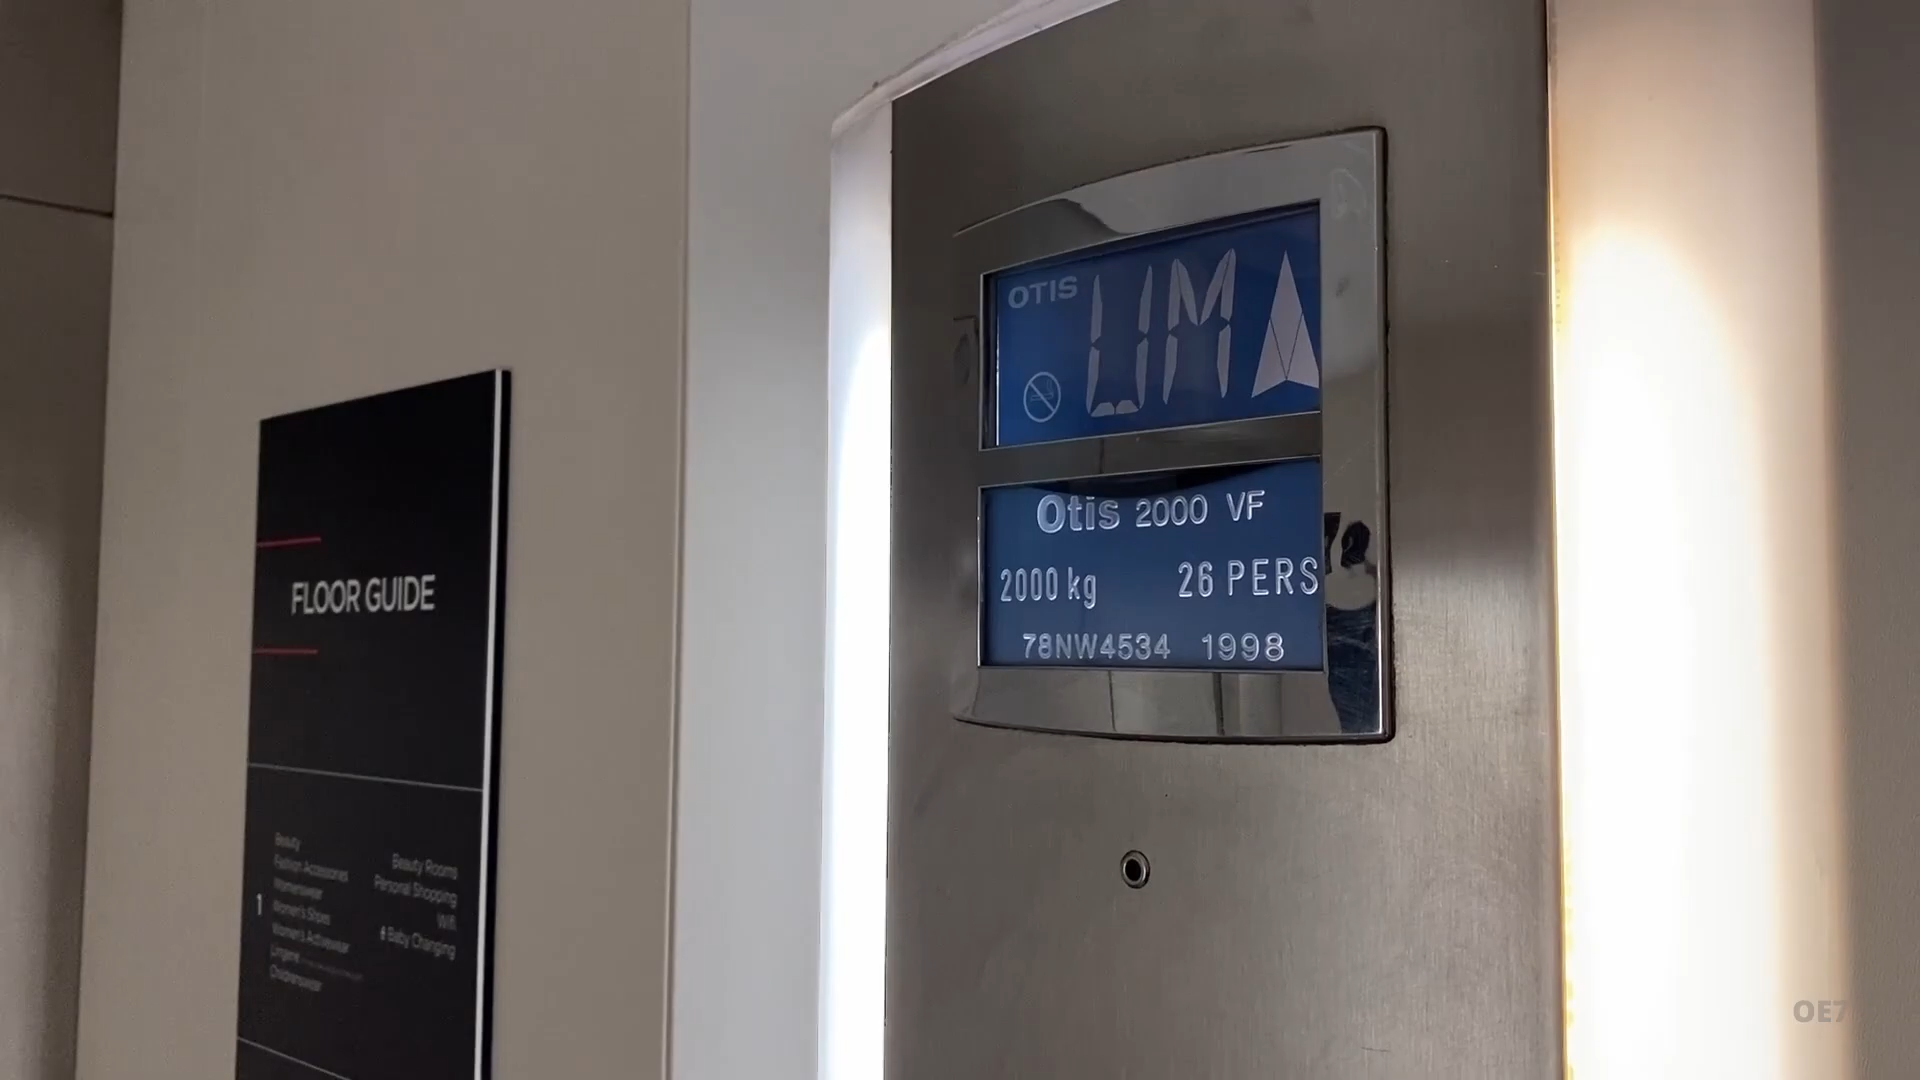 OTIS
UM
Otis 2000 VF
2000 kg 26 PERS
78NW4534 1998
FLOOR GUIDE
1
Beauty
Fashion Accessories
Womenswear
Women's Shoes
Women's Activewear
Lingerie
Childrenswear
Beauty Rooms
Personal Shopping
Wifi
Baby Changing
OE7